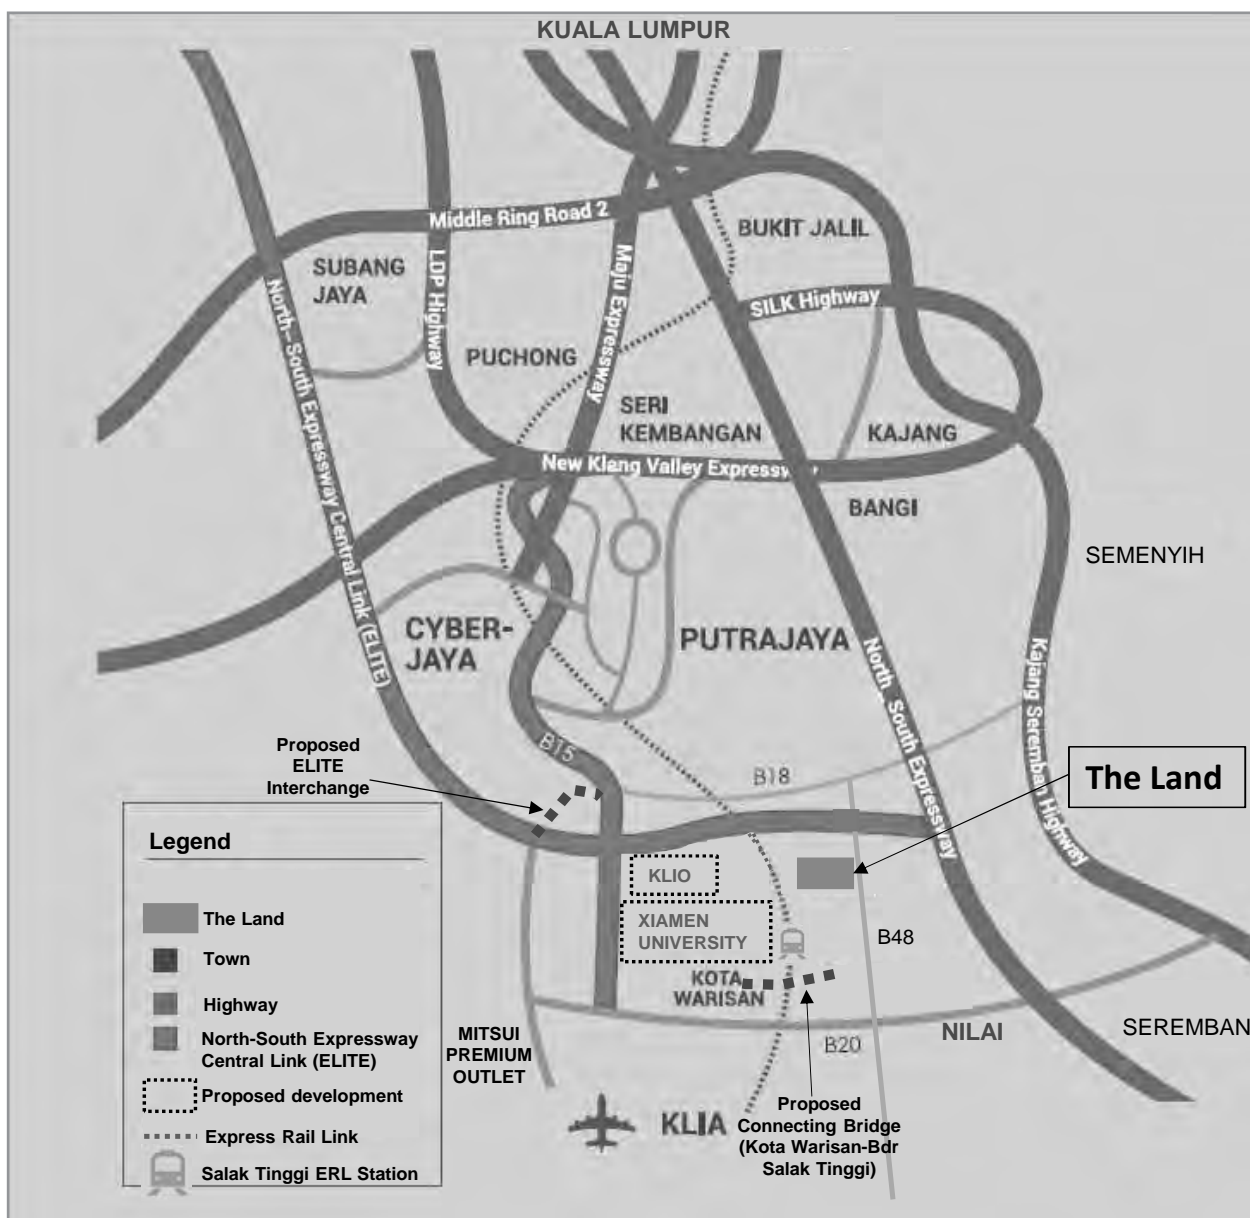 KUALA LUMPUR
Middle Ring Road 2
BUKIT JALIL
SUBANG
JAYA
LDP Highway
Maju Expressway
SILK Highway
North–South Expressway Central Link (ELITE)
PUCHONG
SERI
KEMBANGAN
KAJANG
New Klang Valley Expressway
BANGI
SEMENYIH
CYBER-
JAYA
PUTRAJAYA
North_South Expressway
Kajang Seremban Highway
B15
Proposed
ELITE
Interchange
B18
The Land
Legend
The Land
Town
Highway
North-South Expressway
Central Link (ELITE)
Proposed development
Express Rail Link
Salak Tinggi ERL Station
KLIO
XIAMEN
UNIVERSITY
B48
KOTA
WARISAN
MITSUI
PREMIUM
OUTLET
B20
NILAI
SEREMBAN
KLIA
Proposed
Connecting Bridge
(Kota Warisan-Bdr
Salak Tinggi)